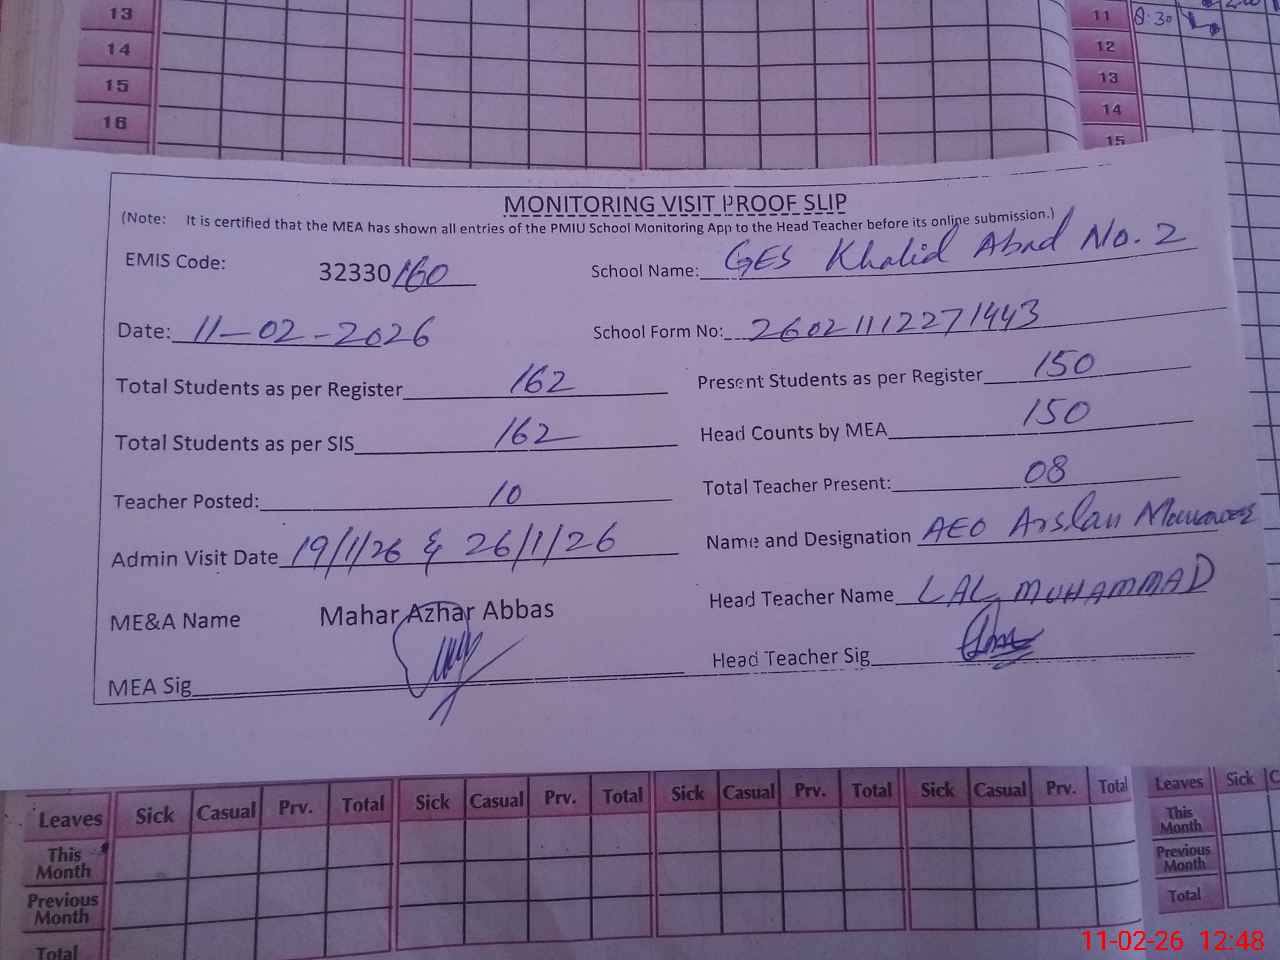 13
14
15
16
11 8:30
12
13
14
15
MONITORING VISIT PROOF SLIP
(Note: It is certified that the MEA has shown all entries of the PMIU School Monitoring App to the Head Teacher before its online submission.)
EMIS Code: 32330160 School Name: GES Khalid Abad No. 2
Date: 11-02-2026 School Form No: 26021112271443
Total Students as per Register 162 Present Students as per Register 150
Total Students as per SIS 162 Head Counts by MEA 150
Teacher Posted: 10 Total Teacher Present: 08
Admin Visit Date 19/1/26 & 26/1/26 Name and Designation AEO Arslan
ME&A Name Mahar Azhar Abbas Head Teacher Name LAL MUHAMMAD
MEA Sig Head Teacher Sig
Leaves Sick Casual Prv. Total Sick Casual Prv. Total Sick Casual Prv. Total Sick Casual Prv. Total Leaves Sick C
This Month This Month
Previous Month Previous Month
Total Total
11-02-26 12:48